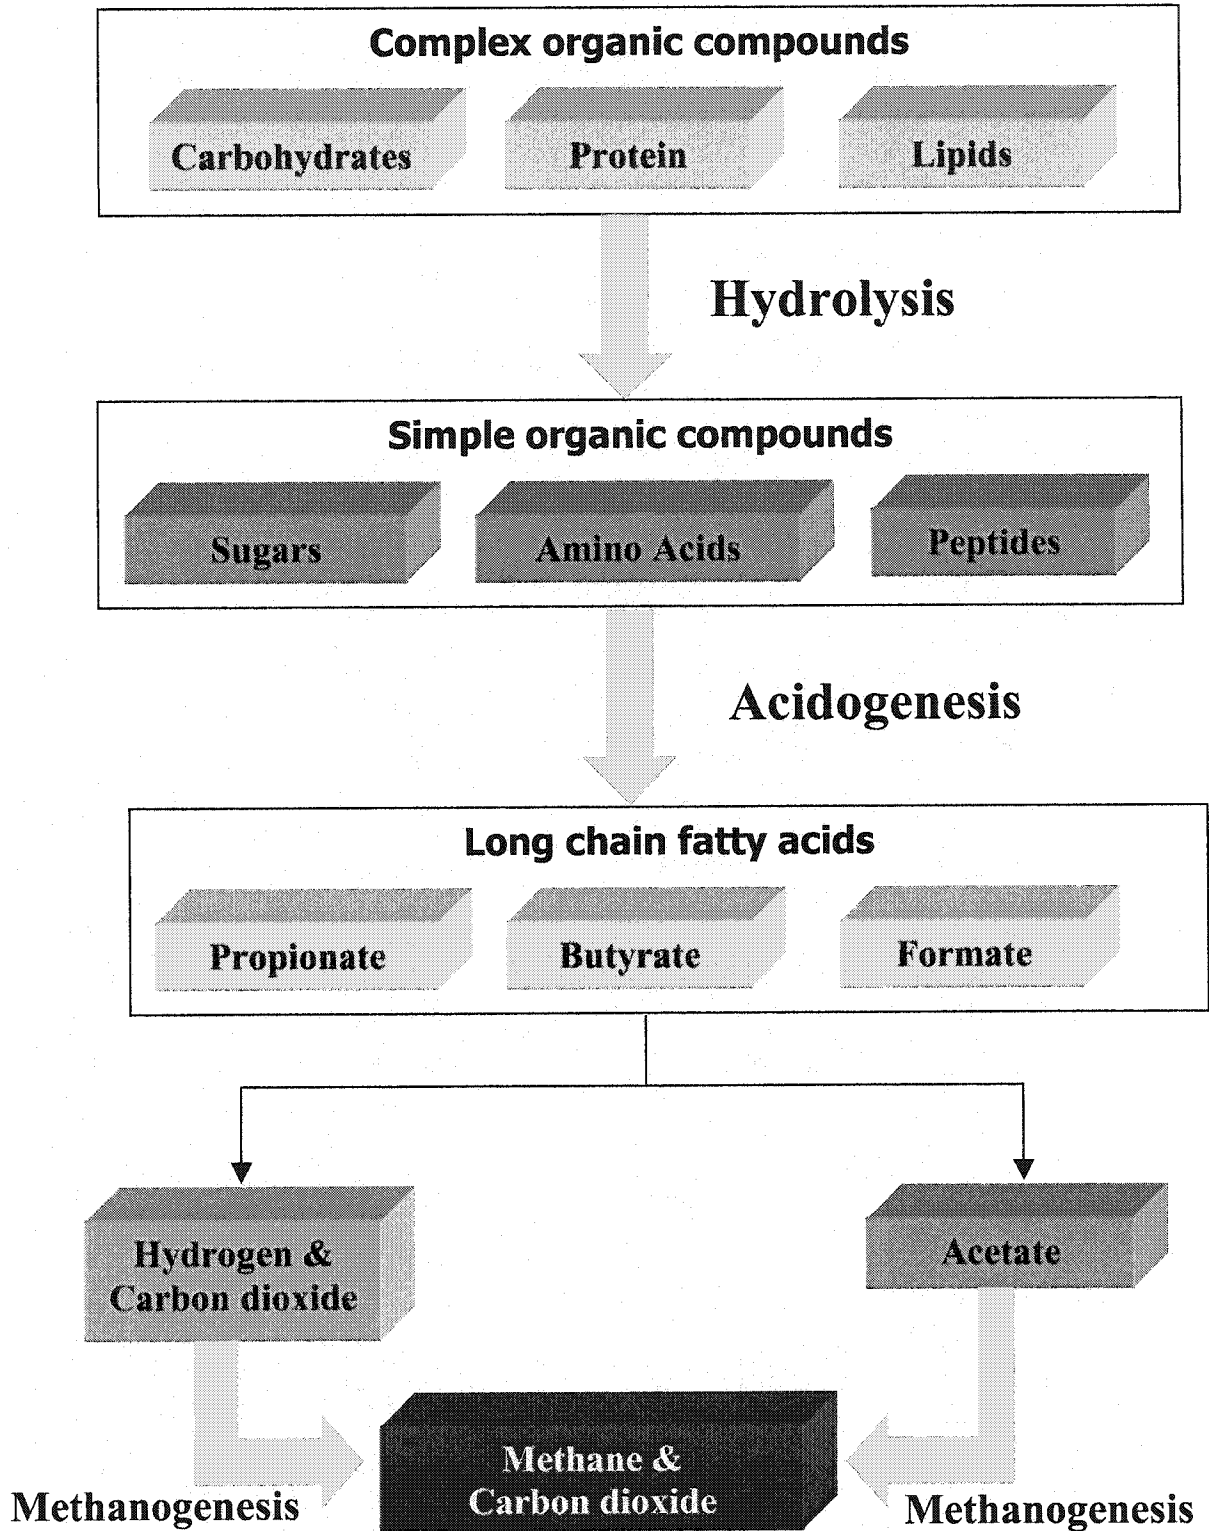 Complex organic compounds
Carbohydrates
Protein
Lipids
Hydrolysis
Simple organic compounds
Sugars
Amino Acids
Peptides
Acidogenesis
Long chain fatty acids
Propionate
Butyrate
Formate
Hydrogen &
Carbon dioxide
Acetate
Methane &
Carbon dioxide
Methanogenesis
Methanogenesis